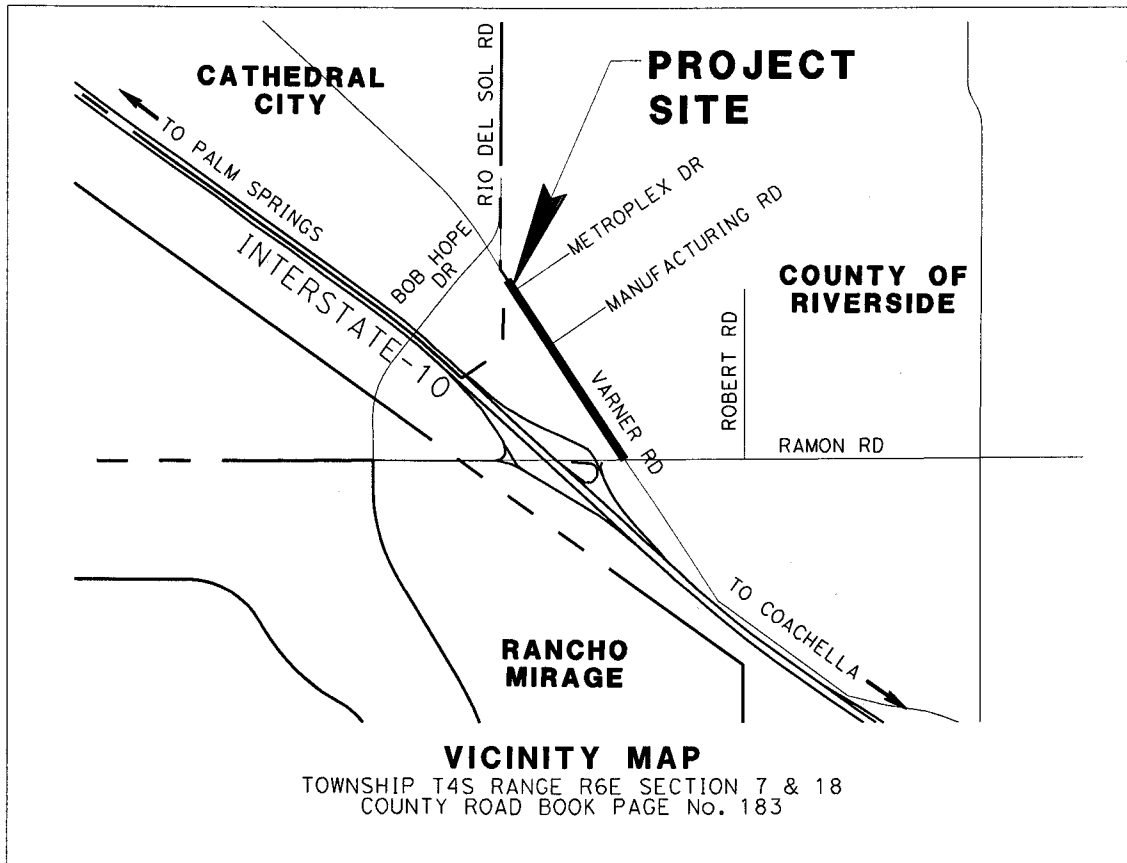 CATHEDRAL
CITY
RIO DEL SOL RD
PROJECT
SITE
TO PALM SPRINGS
METROPLEX DR
MANUFACTURING RD
BOB HOPE
DR
INTERSTATE-10
COUNTY OF
RIVERSIDE
ROBERT RD
VARNER RD
RAMON RD
TO COACHELLA
RANCHO
MIRAGE
VICINITY MAP
TOWNSHIP T4S RANGE R6E SECTION 7 & 18
COUNTY ROAD BOOK PAGE No. 183